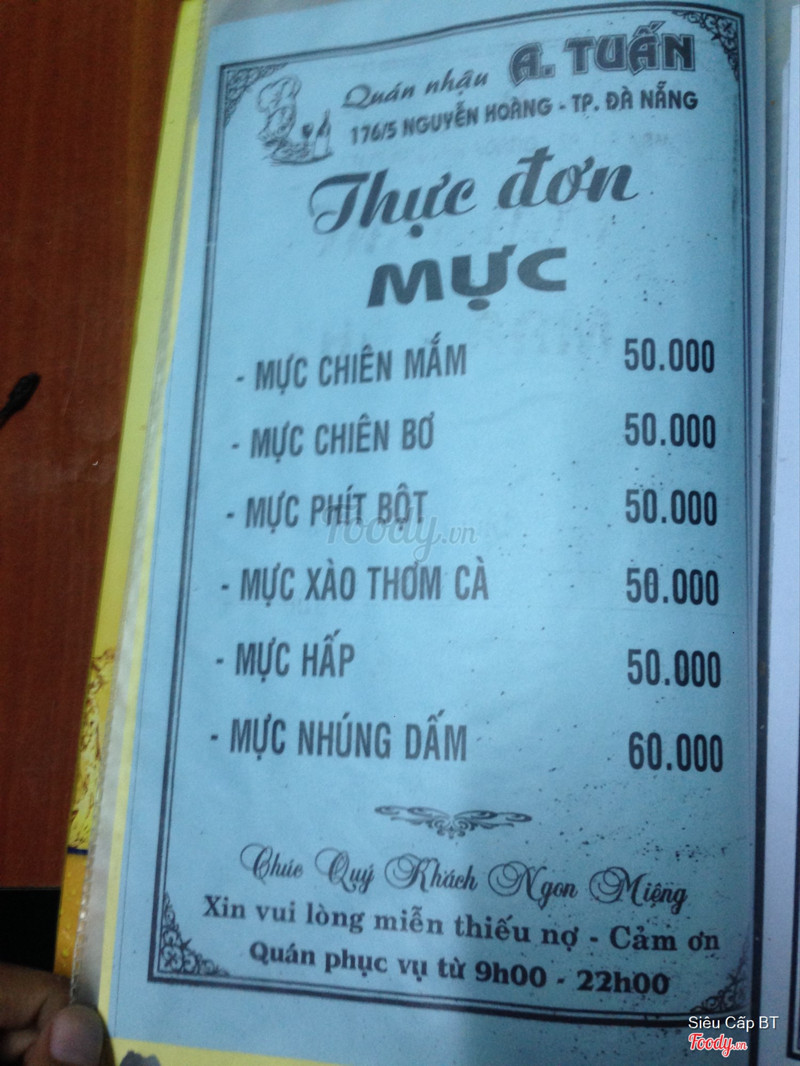 Quán nhậu A. TUẤN
176/5 NGUYỄN HOÀNG - TP. ĐÀ NẴNG
Thực đơn
MỰC
- MỰC CHIÊN MẮM 50.000
- MỰC CHIÊN BƠ 50.000
- MỰC PHÍT BỘT 50.000
- MỰC XÀO THƠM CÀ 50.000
- MỰC HẤP 50.000
- MỰC NHÚNG DẤM 60.000
Foody.vn
Chúc Quý Khách Ngon Miệng
Xin vui lòng miễn thiếu nợ - Cảm ơn
Quán phục vụ từ 9h00 - 22h00
Siêu Cấp BT
Foody.vn